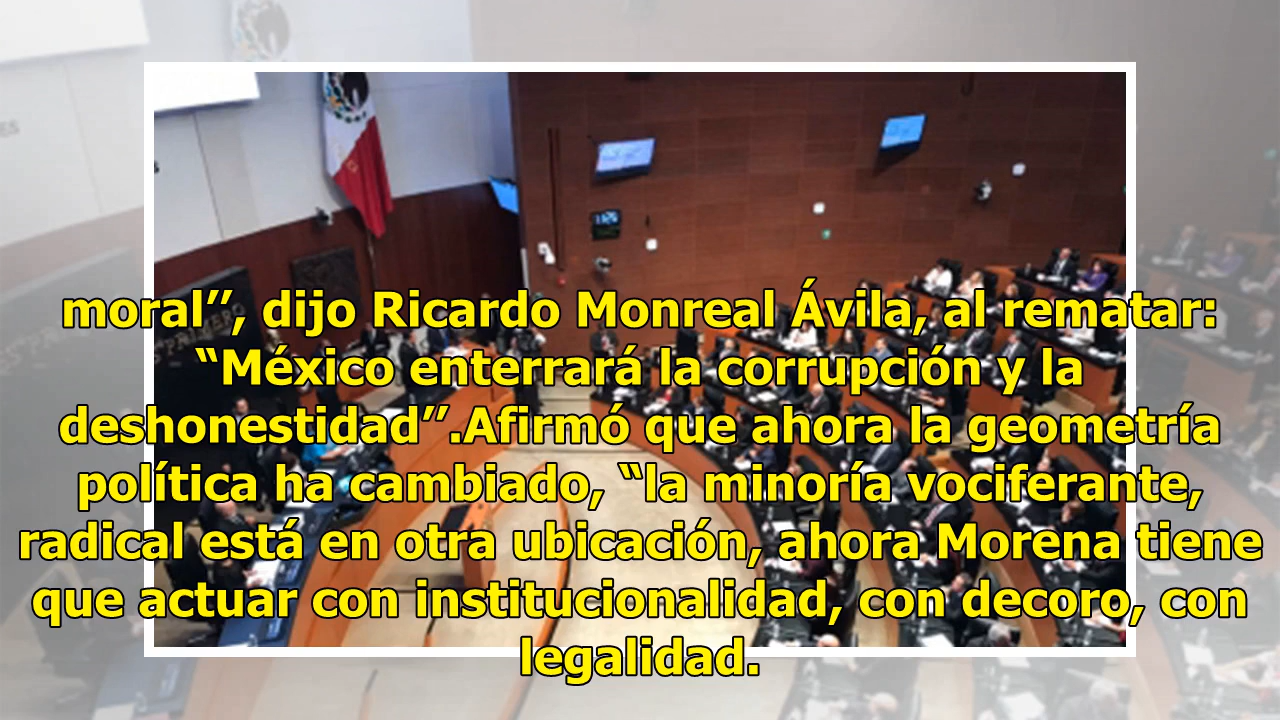 moral”, dijo Ricardo Monreal Ávila, al rematar:
“México enterrará la corrupción y la
deshonestidad”.Afirmó que ahora la geometría
política ha cambiado, “la minoría vociferante,
radical está en otra ubicación, ahora Morena tiene
que actuar con institucionalidad, con decoro, con
legalidad.